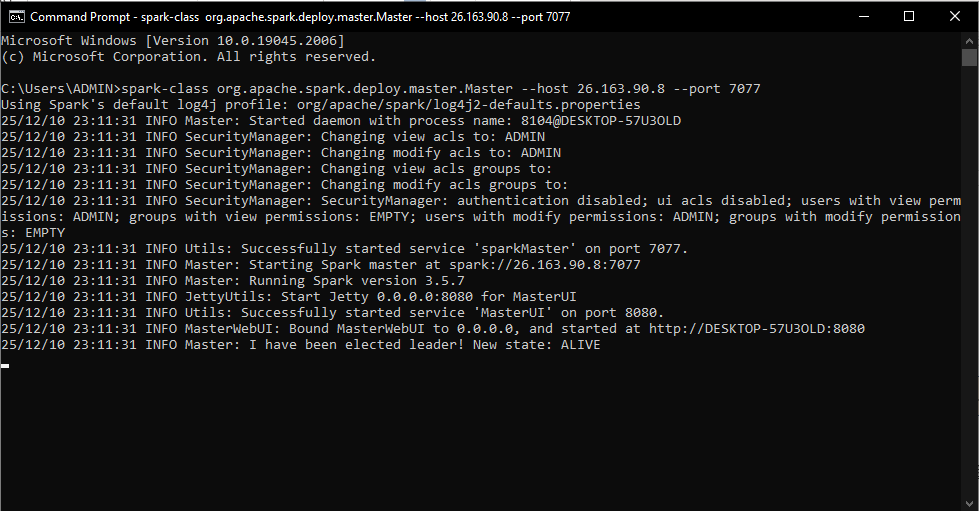 Command Prompt - spark-class  org.apache.spark.deploy.master.Master --host 26.163.90.8 --port 7077
Microsoft Windows [Version 10.0.19045.2006]
(c) Microsoft Corporation. All rights reserved.
C:\Users\ADMIN>spark-class org.apache.spark.deploy.master.Master --host 26.163.90.8 --port 7077
Using Spark's default log4j profile: org/apache/spark/log4j2-defaults.properties
25/12/10 23:11:31 INFO Master: Started daemon with process name: 8104@DESKTOP-57U3OLD
25/12/10 23:11:31 INFO SecurityManager: Changing view acls to: ADMIN
25/12/10 23:11:31 INFO SecurityManager: Changing modify acls to: ADMIN
25/12/10 23:11:31 INFO SecurityManager: Changing view acls groups to:
25/12/10 23:11:31 INFO SecurityManager: Changing modify acls groups to:
25/12/10 23:11:31 INFO SecurityManager: SecurityManager: authentication disabled; ui acls disabled; users with view perm
issions: ADMIN; groups with view permissions: EMPTY; users with modify permissions: ADMIN; groups with modify permission
s: EMPTY
25/12/10 23:11:31 INFO Utils: Successfully started service 'sparkMaster' on port 7077.
25/12/10 23:11:31 INFO Master: Starting Spark master at spark://26.163.90.8:7077
25/12/10 23:11:31 INFO Master: Running Spark version 3.5.7
25/12/10 23:11:31 INFO JettyUtils: Start Jetty 0.0.0.0:8080 for MasterUI
25/12/10 23:11:31 INFO Utils: Successfully started service 'MasterUI' on port 8080.
25/12/10 23:11:31 INFO MasterWebUI: Bound MasterWebUI to 0.0.0.0, and started at http://DESKTOP-57U3OLD:8080
25/12/10 23:11:31 INFO Master: I have been elected leader! New state: ALIVE